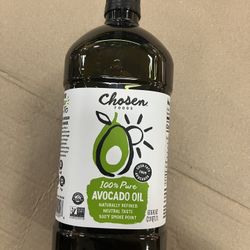 Chosen
FOODS
100% Pure
AVOCADO OIL
NATURALLY REFINED
NEUTRAL TASTE
500°F SMOKE POINT